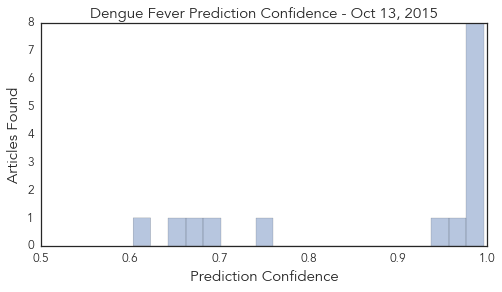 Dengue Fever Prediction Confidence - Oct 13, 2015
8
7
6
5
4
3
2
1
0
Articles Found
0.5 0.6 0.7 0.8 0.9 1.0
Prediction Confidence